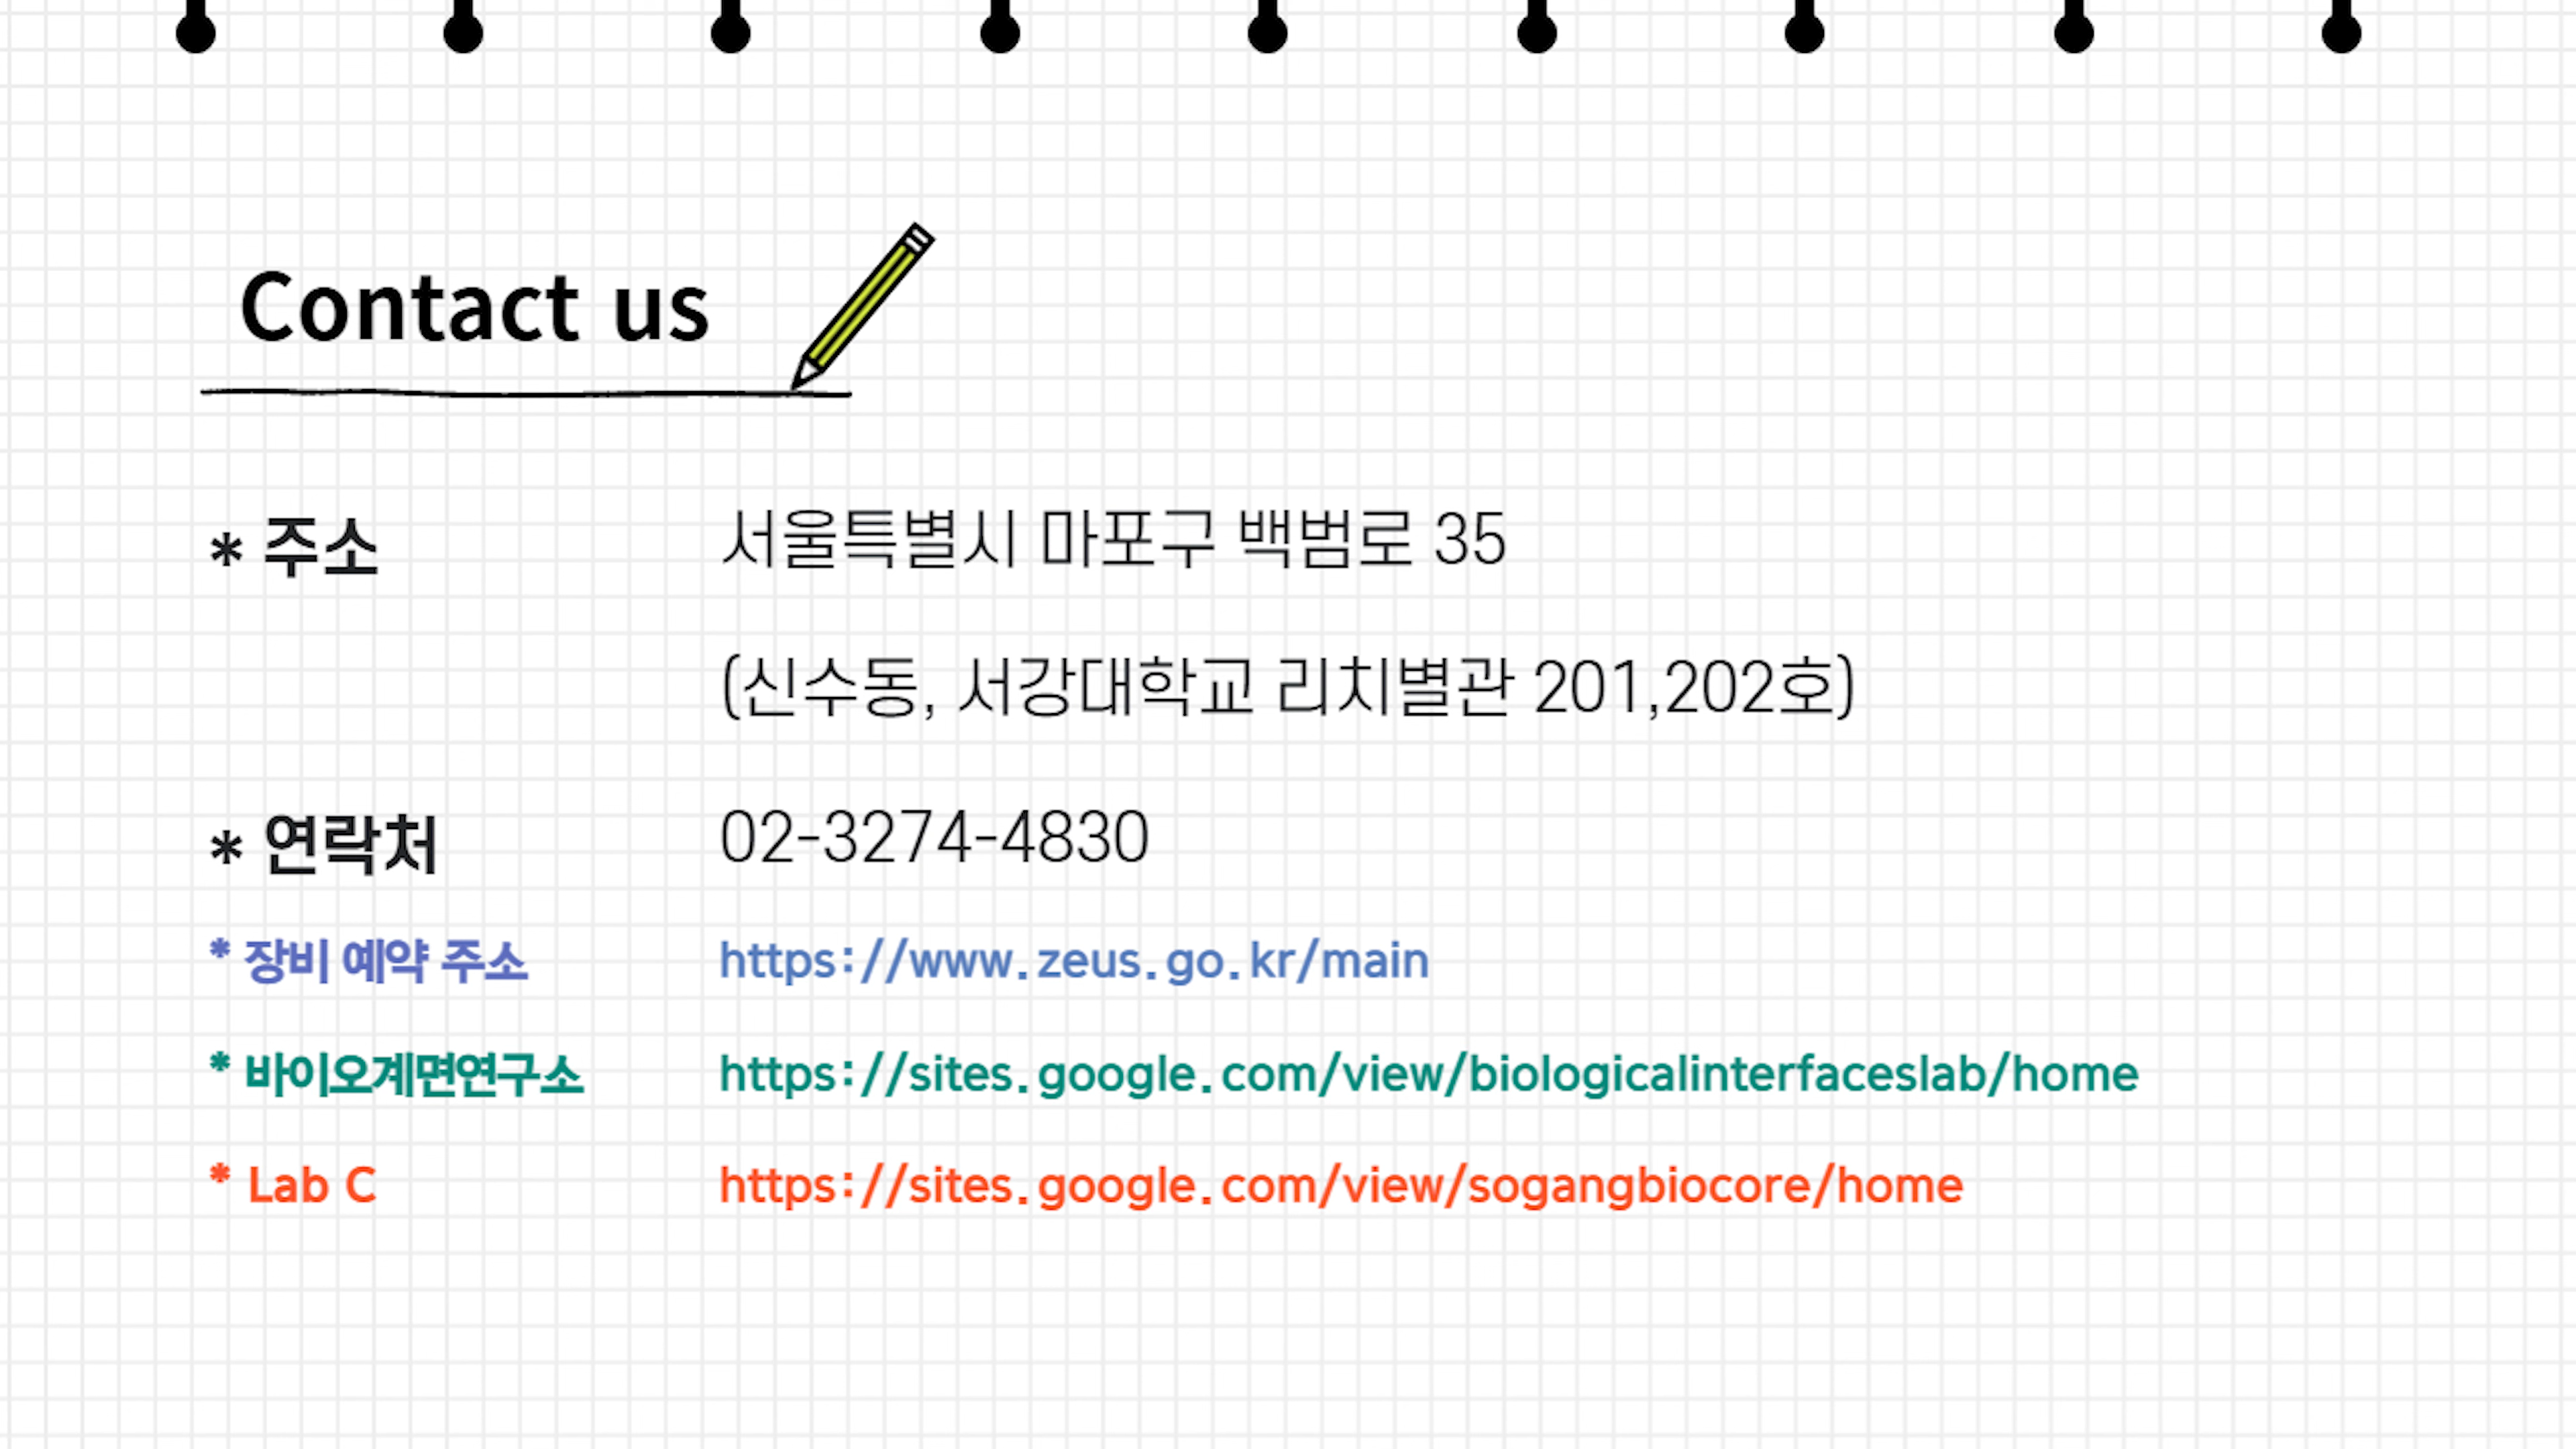 Contact us
* 주소 서울특별시 마포구 백범로 35
(신수동, 서강대학교 리치별관 201,202호)
* 연락처 02-3274-4830
* 장비 예약 주소 https://www.zeus.go.kr/main
* 바이오계면연구소 https://sites.google.com/view/biologicalinterfaceslab/home
* Lab C https://sites.google.com/view/sogangbiocore/home